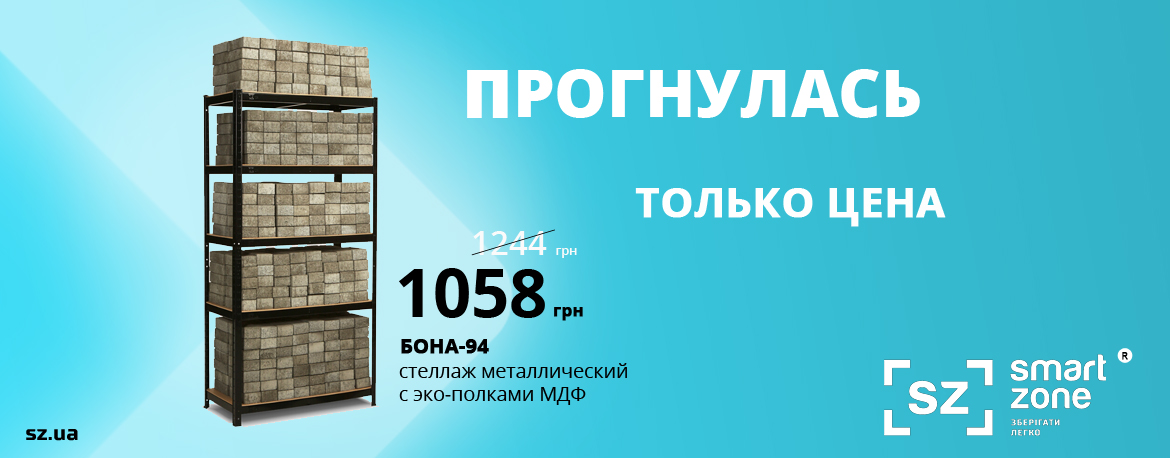 ПРОГНУЛАСЬ
ТОЛЬКО ЦЕНА
1244 грн
1058 грн
БОНА-94
стеллаж металлический
с эко-полками МДФ
sz.ua
SZ
smart ®
zone
ЗБЕРІГАТИ
ЛЕГКО